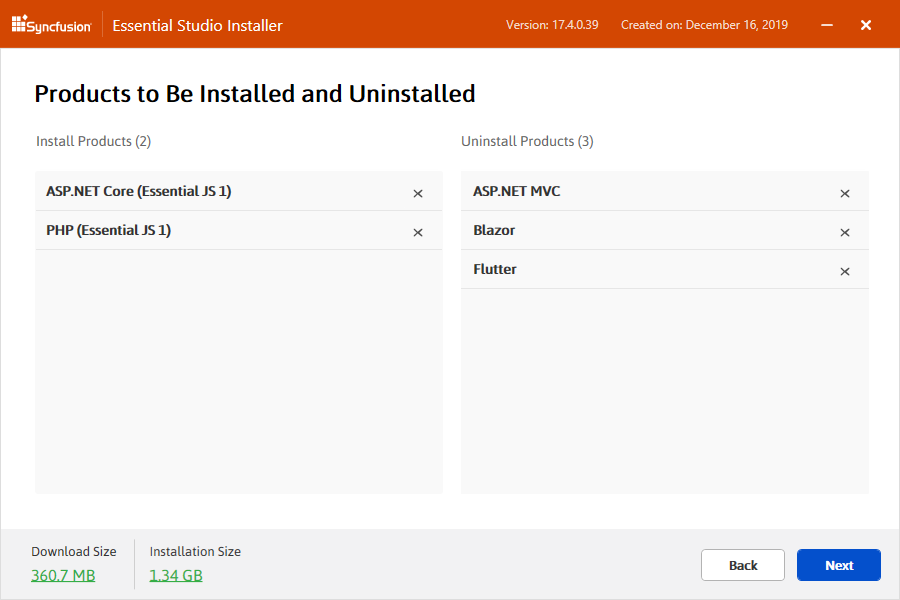 Syncfusion Essential Studio Installer Version: 17.4.0.39 Created on: December 16, 2019
Products to Be Installed and Uninstalled
Install Products (2)
ASP.NET Core (Essential JS 1)
PHP (Essential JS 1)
Uninstall Products (3)
ASP.NET MVC
Blazor
Flutter
Download Size
360.7 MB
Installation Size
1.34 GB
Back
Next